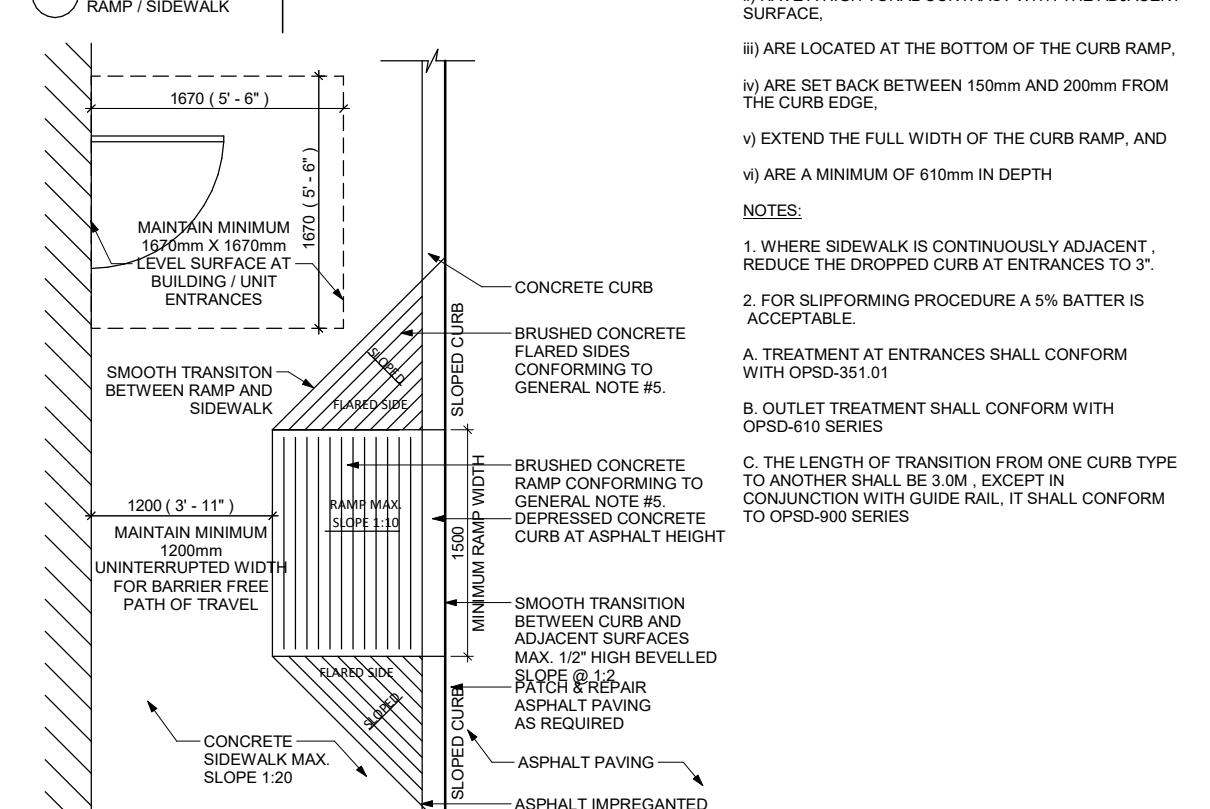 RAMP / SIDEWALK
1670 ( 5' - 6" )
1670 ( 5' - 6" )
MAINTAIN MINIMUM
1670mm X 1670mm
LEVEL SURFACE AT
BUILDING / UNIT
ENTRANCES
SMOOTH TRANSITON
BETWEEN RAMP AND
SIDEWALK
SLOPED
FLARED SIDE
SLOPED CURB
CONCRETE CURB
BRUSHED CONCRETE
FLARED SIDES
CONFORMING TO
GENERAL NOTE #5.
1200 ( 3' - 11" )
MAINTAIN MINIMUM
1200mm
UNINTERRUPTED WIDTH
FOR BARRIER FREE
PATH OF TRAVEL
RAMP MAX.
SLOPE 1:10
1500
MINIMUM RAMP WIDTH
BRUSHED CONCRETE
RAMP CONFORMING TO
GENERAL NOTE #5.
DEPRESSED CONCRETE
CURB AT ASPHALT HEIGHT
SMOOTH TRANSITION
BETWEEN CURB AND
ADJACENT SURFACES
MAX. 1/2" HIGH BEVELLED
SLOPE @ 1:2
PATCH & REPAIR
ASPHALT PAVING
AS REQUIRED
FLARED SIDE
SLOPED
SLOPED CURB
CONCRETE
SIDEWALK MAX.
SLOPE 1:20
ASPHALT PAVING
ASPHALT IMPREGANTED
SURFACE,
iii) ARE LOCATED AT THE BOTTOM OF THE CURB RAMP,
iv) ARE SET BACK BETWEEN 150mm AND 200mm FROM
THE CURB EDGE,
v) EXTEND THE FULL WIDTH OF THE CURB RAMP, AND
vi) ARE A MINIMUM OF 610mm IN DEPTH
NOTES:
1. WHERE SIDEWALK IS CONTINUOUSLY ADJACENT ,
REDUCE THE DROPPED CURB AT ENTRANCES TO 3".
2. FOR SLIPFORMING PROCEDURE A 5% BATTER IS
ACCEPTABLE.
A. TREATMENT AT ENTRANCES SHALL CONFORM
WITH OPSD-351.01
B. OUTLET TREATMENT SHALL CONFORM WITH
OPSD-610 SERIES
C. THE LENGTH OF TRANSITION FROM ONE CURB TYPE
TO ANOTHER SHALL BE 3.0M , EXCEPT IN
CONJUNCTION WITH GUIDE RAIL, IT SHALL CONFORM
TO OPSD-900 SERIES